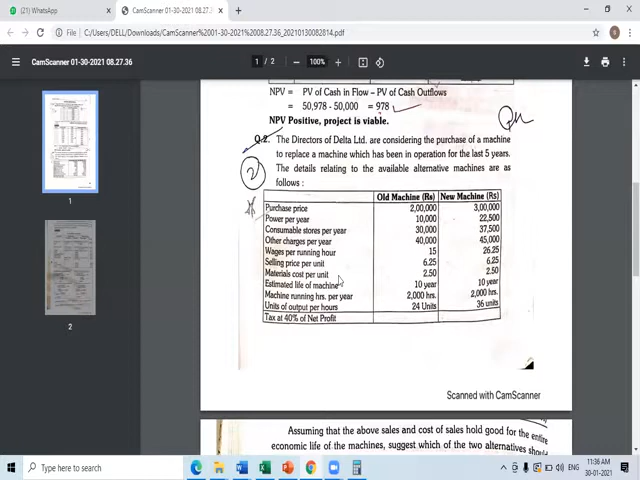 (21) WhatsApp
CamScanner 01-30-2021 08.27.36
C:/Users/DELL/Downloads/CamScanner%2001-30-2021%2008.27.36_20210130082814.pdf
CamScanner 01-30-2021 08.27.36
1 / 2
100%
1
2
NPV = PV of Cash in Flow – PV of Cash Outflows
= 50,978 - 50,000 = 978
NPV Positive, project is viable.
Q.2. The Directors of Delta Ltd. are considering the purchase of a machine
to replace a machine which has been in operation for the last 5 years.
2 The details relating to the available alternative machines are as
follows :
Old Machine (Rs) New Machine (Rs)
Purchase price 2,00,000 3,00,000
Power per year 10,000 22,500
Consumable stores per year 30,000 37,500
Other charges per year 40,000 45,000
Wages per running hour 15 26.25
Selling price per unit 6.25 6.25
Materials cost per unit 2.50 2.50
Estimated life of machine 10 year 10 year
Machine running hrs. per year 2,000 hrs. 2,000 hrs.
Units of output per hours 24 Units 36 units
Tax at 40% of Net Profit
Scanned with CamScanner
Assuming that the above sales and cost of sales hold good for the entire
economic life of the machines, suggest which of the two alternatives should
Type here to search
ENG
11:36 AM
30-01-2021